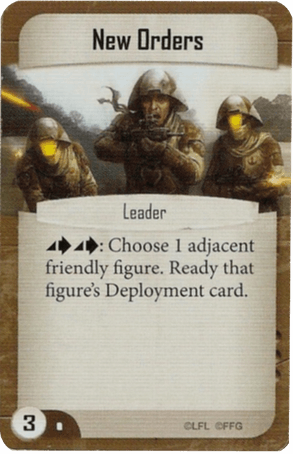 New Orders
Leader
: Choose 1 adjacent
friendly figure. Ready that
figure's Deployment card.
3
©LFL ©FFG